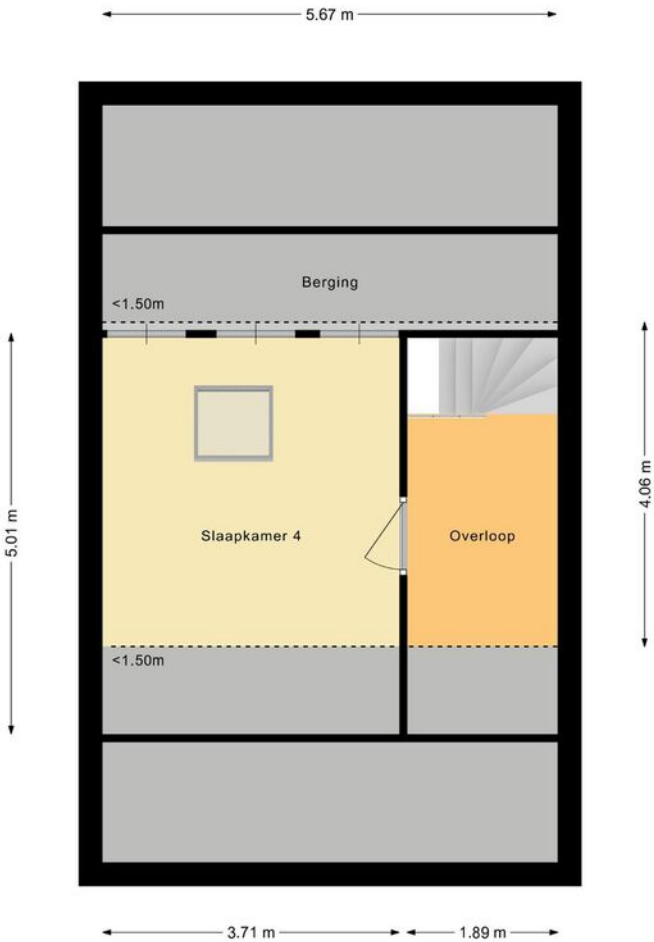 5.67 m
Berging
<1.50m
5.01 m
4.06 m
Slaapkamer 4
Overloop
<1.50m
3.71 m
1.89 m